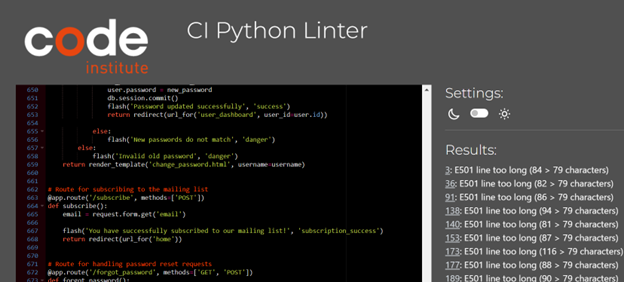 code
institute
CI Python Linter
650 user.password = new_password
651 db.session.commit()
652 flash('Password updated successfully', 'success')
653 return redirect(url_for('user_dashboard', user_id=user.id))
654
655 else:
656 flash('New passwords do not match', 'danger')
657 else:
658 flash('Invalid old password', 'danger')
659 return render_template('change_password.html', username=username)
660
661
662 # Route for subscribing to the mailing list
663 @app.route('/subscribe', methods=['POST'])
664 def subscribe():
665 email = request.form.get('email')
666
667 flash('You have successfully subscribed to our mailing list!', 'subscription_success')
668 return redirect(url_for('home'))
669
670
671 # Route for handling password reset requests
672 @app.route('/forgot_password', methods=['GET', 'POST'])
673 def forgot_password():
Settings:
Results:
3: E501 line too long (84 > 79 characters)
36: E501 line too long (82 > 79 characters)
91: E501 line too long (86 > 79 characters)
138: E501 line too long (94 > 79 characters)
140: E501 line too long (81 > 79 characters)
153: E501 line too long (87 > 79 characters)
173: E501 line too long (116 > 79 characters)
177: E501 line too long (88 > 79 characters)
189: E501 line too long (90 > 79 characters)